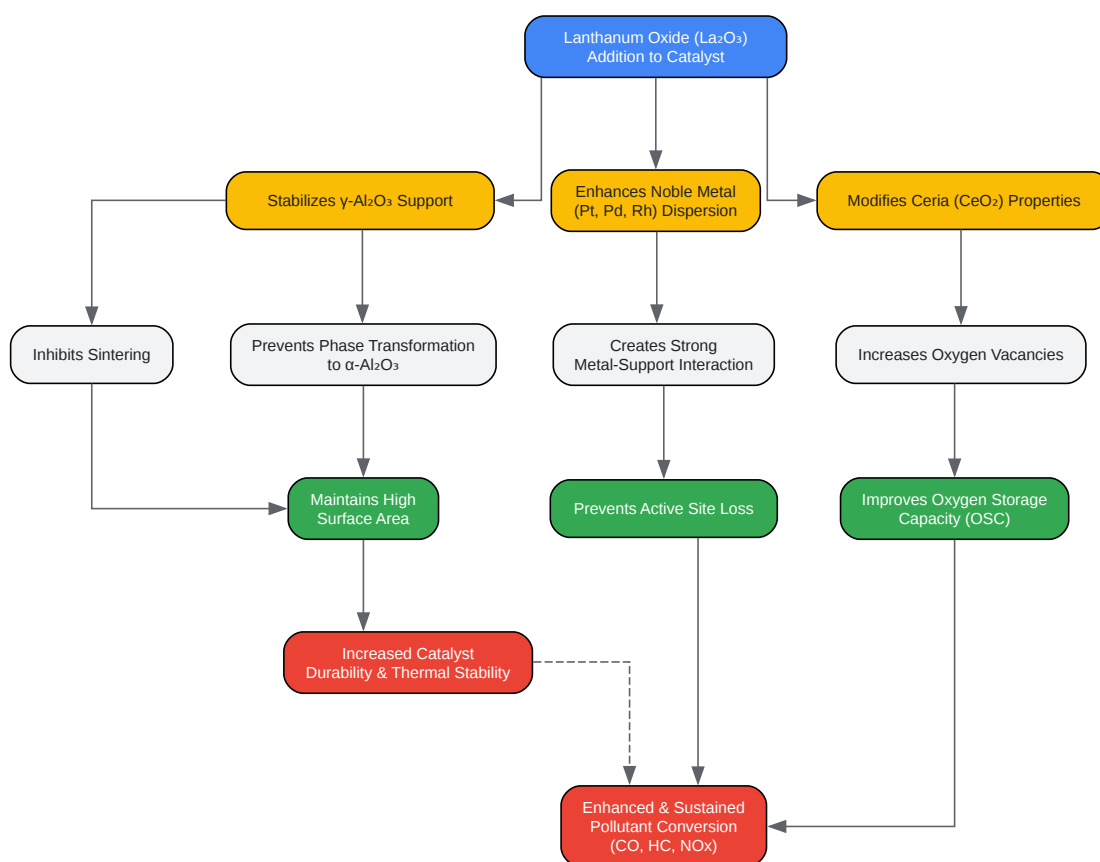 Lanthanum Oxide (La₂O₃)
Addition to Catalyst
Stabilizes γ-Al₂O₃ Support
Enhances Noble Metal
(Pt, Pd, Rh) Dispersion
Modifies Ceria (CeO₂) Properties
Inhibits Sintering
Prevents Phase Transformation
to α-Al₂O₃
Creates Strong
Metal-Support Interaction
Increases Oxygen Vacancies
Maintains High
Surface Area
Prevents Active Site Loss
Improves Oxygen Storage
Capacity (OSC)
Increased Catalyst
Durability & Thermal Stability
Enhanced & Sustained
Pollutant Conversion
(CO, HC, NOx)